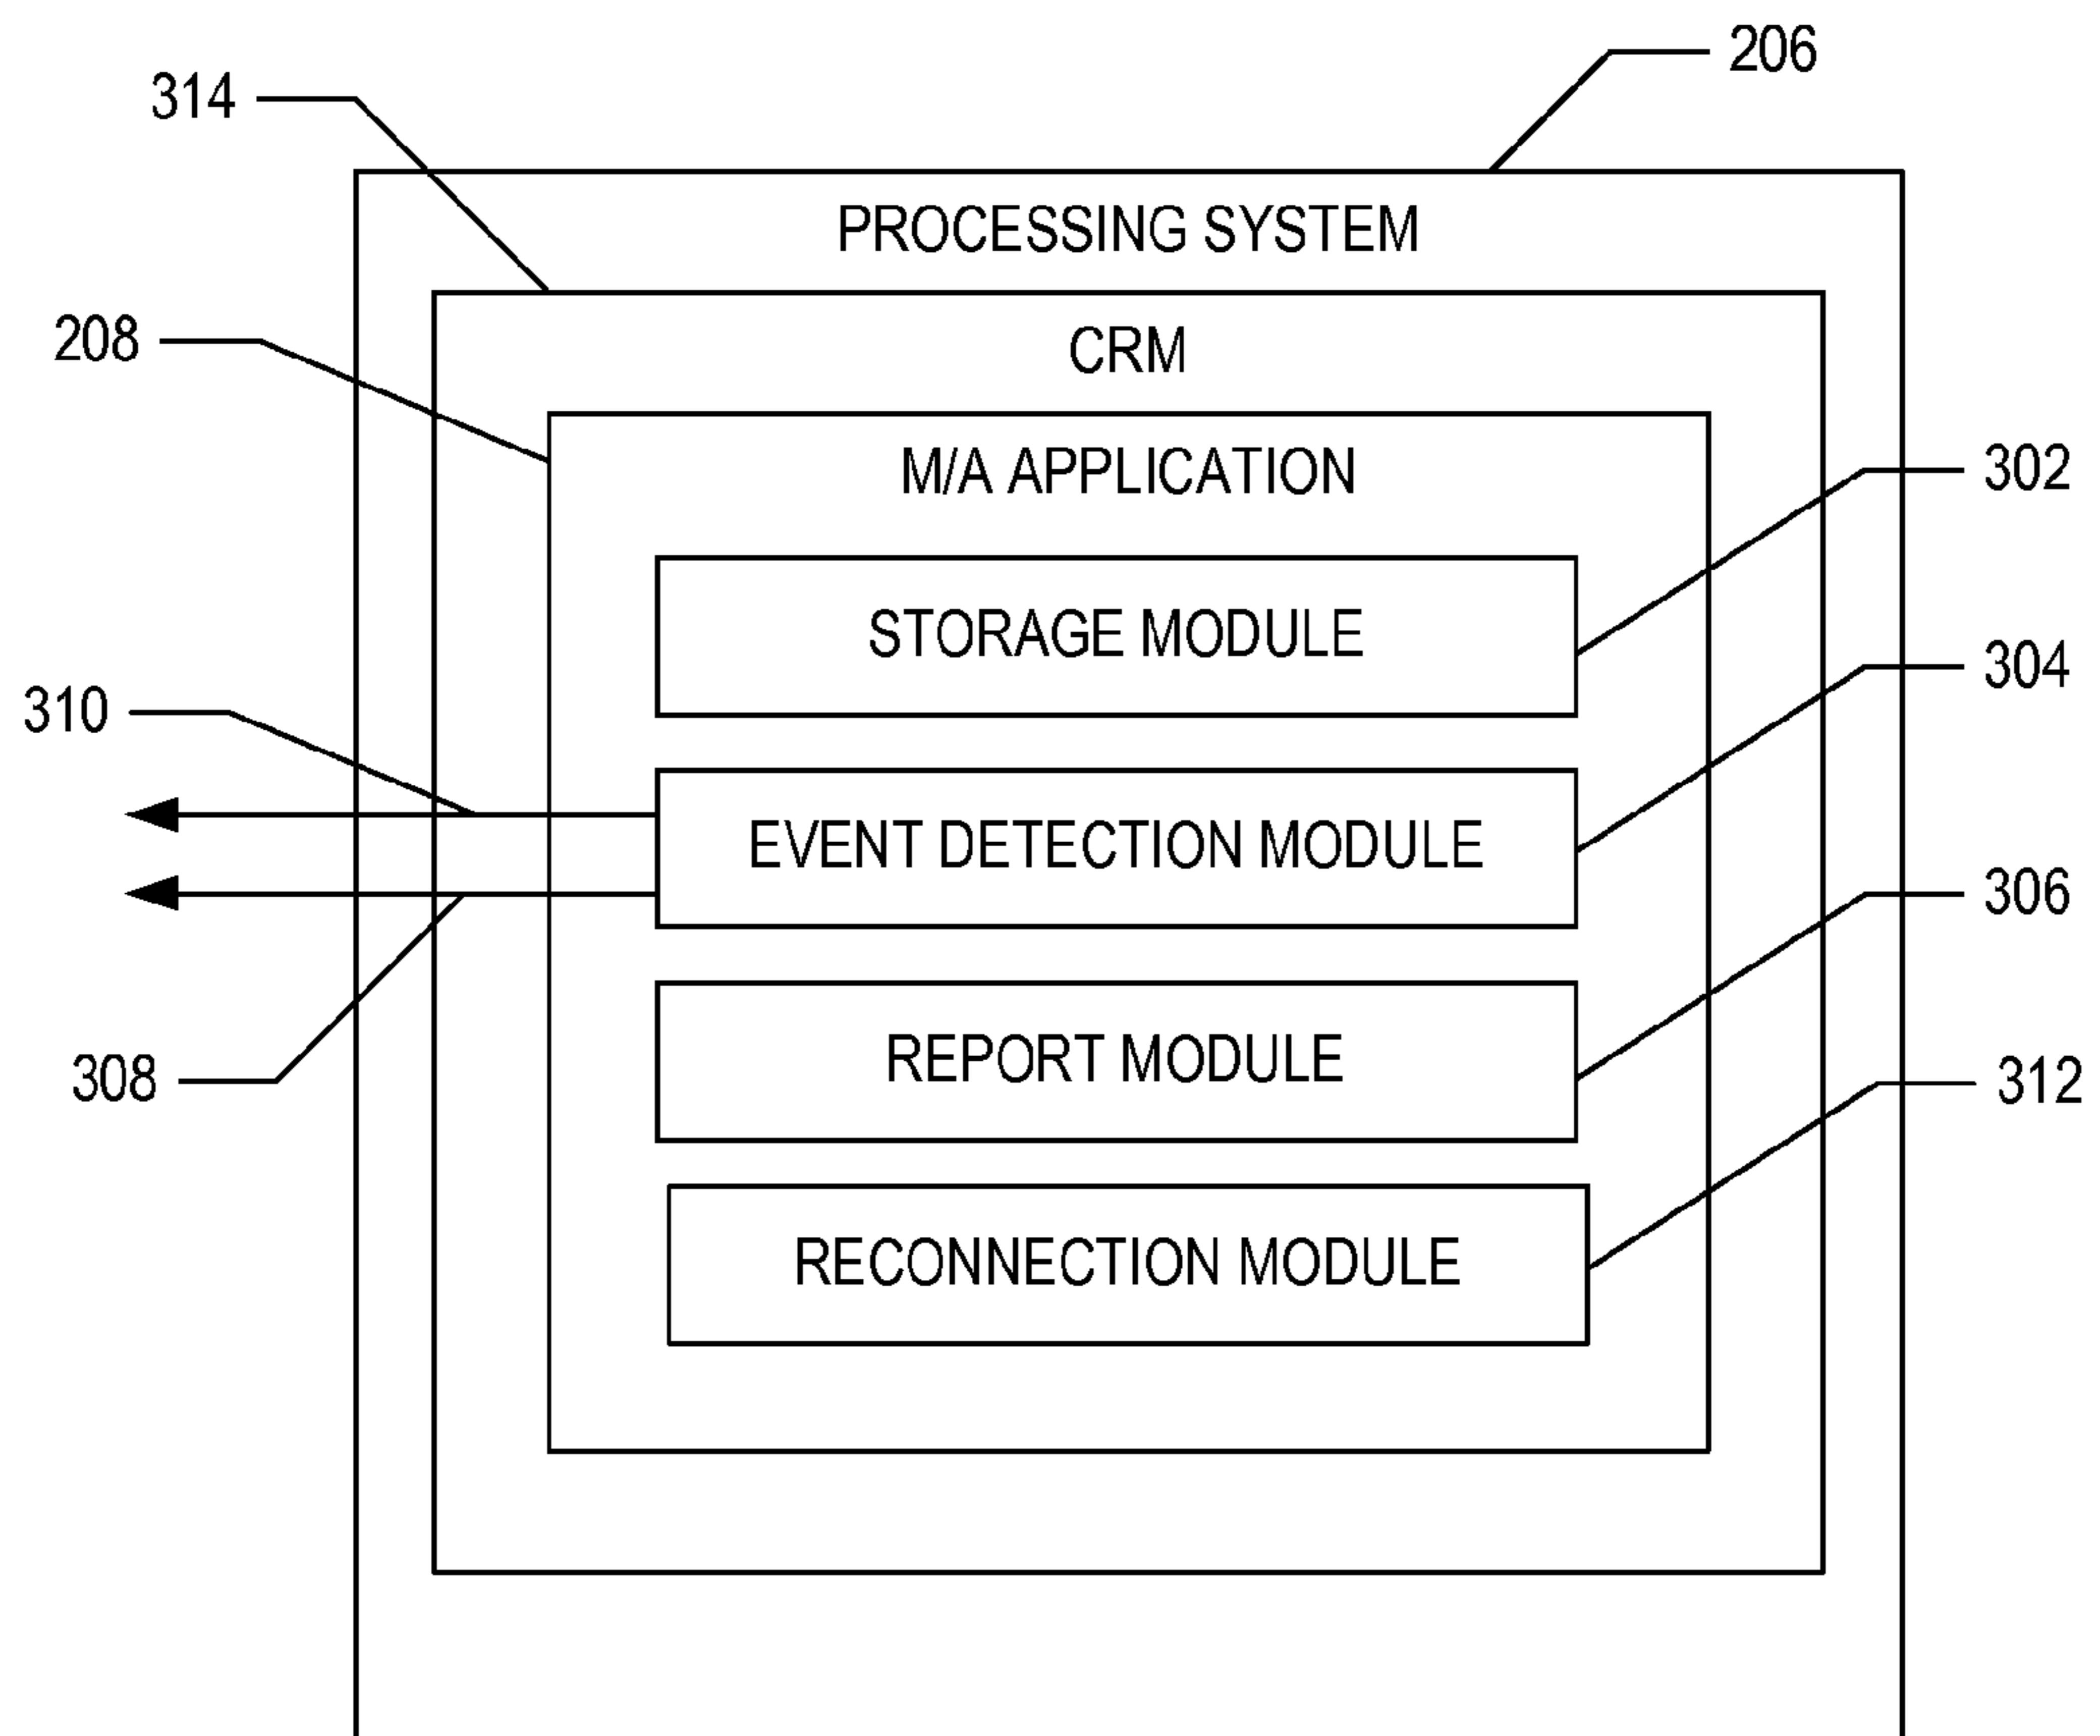 206
314
PROCESSING SYSTEM
208
CRM
M/A APPLICATION
302
STORAGE MODULE
304
310
EVENT DETECTION MODULE
306
REPORT MODULE
308
312
RECONNECTION MODULE